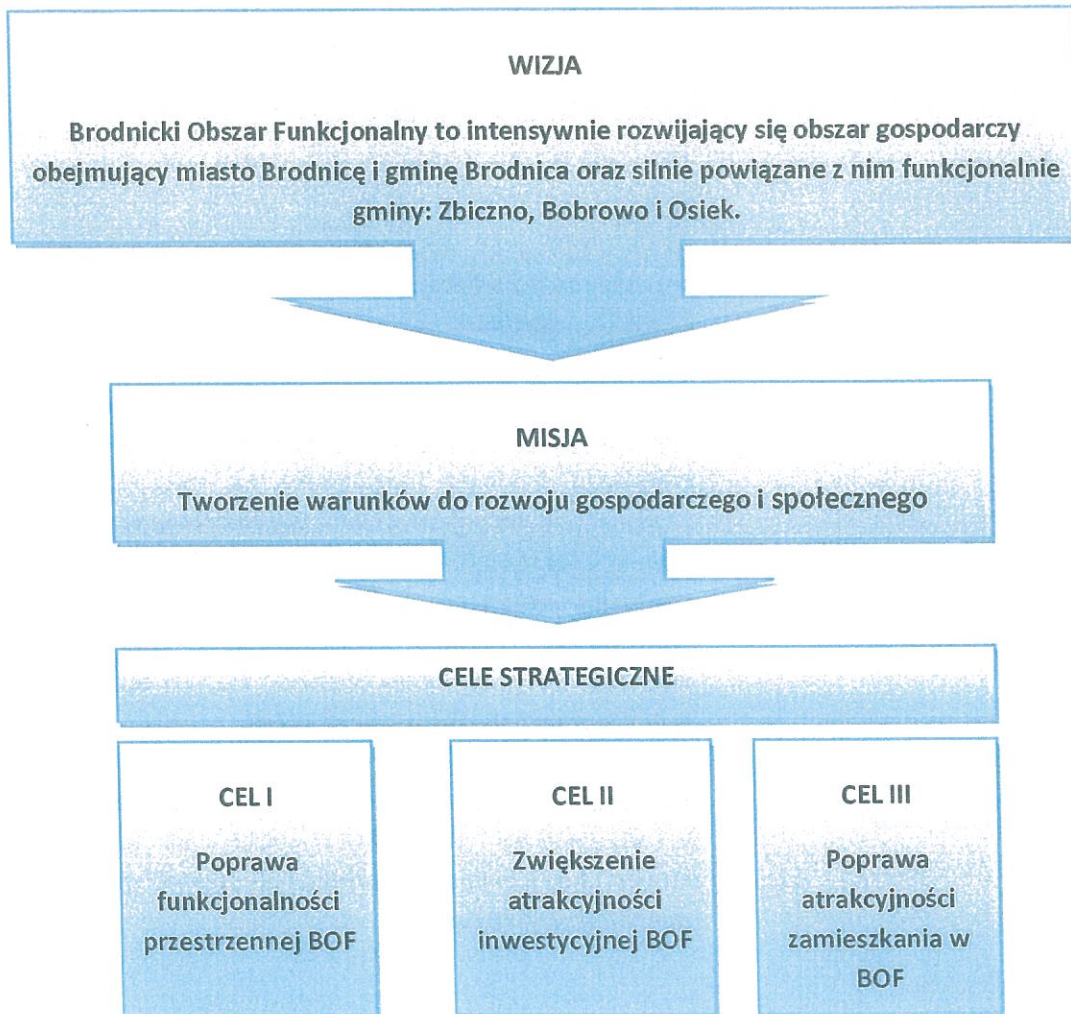 WIZJA
Brodnicki Obszar Funkcjonalny to intensywnie rozwijający się obszar gospodarczy
obejmujący miasto Brodnicę i gminę Brodnica oraz silnie powiązane z nim funkcjonalnie
gminy: Zbiczno, Bobrowo i Osiek.
MISJA
Tworzenie warunków do rozwoju gospodarczego i społecznego
CELE STRATEGICZNE
CEL I
Poprawa
funkcjonalności
przestrzennej BOF
CEL II
Zwiększenie
atrakcyjności
inwestycyjnej BOF
CEL III
Poprawa
atrakcyjności
zamieszkania w
BOF